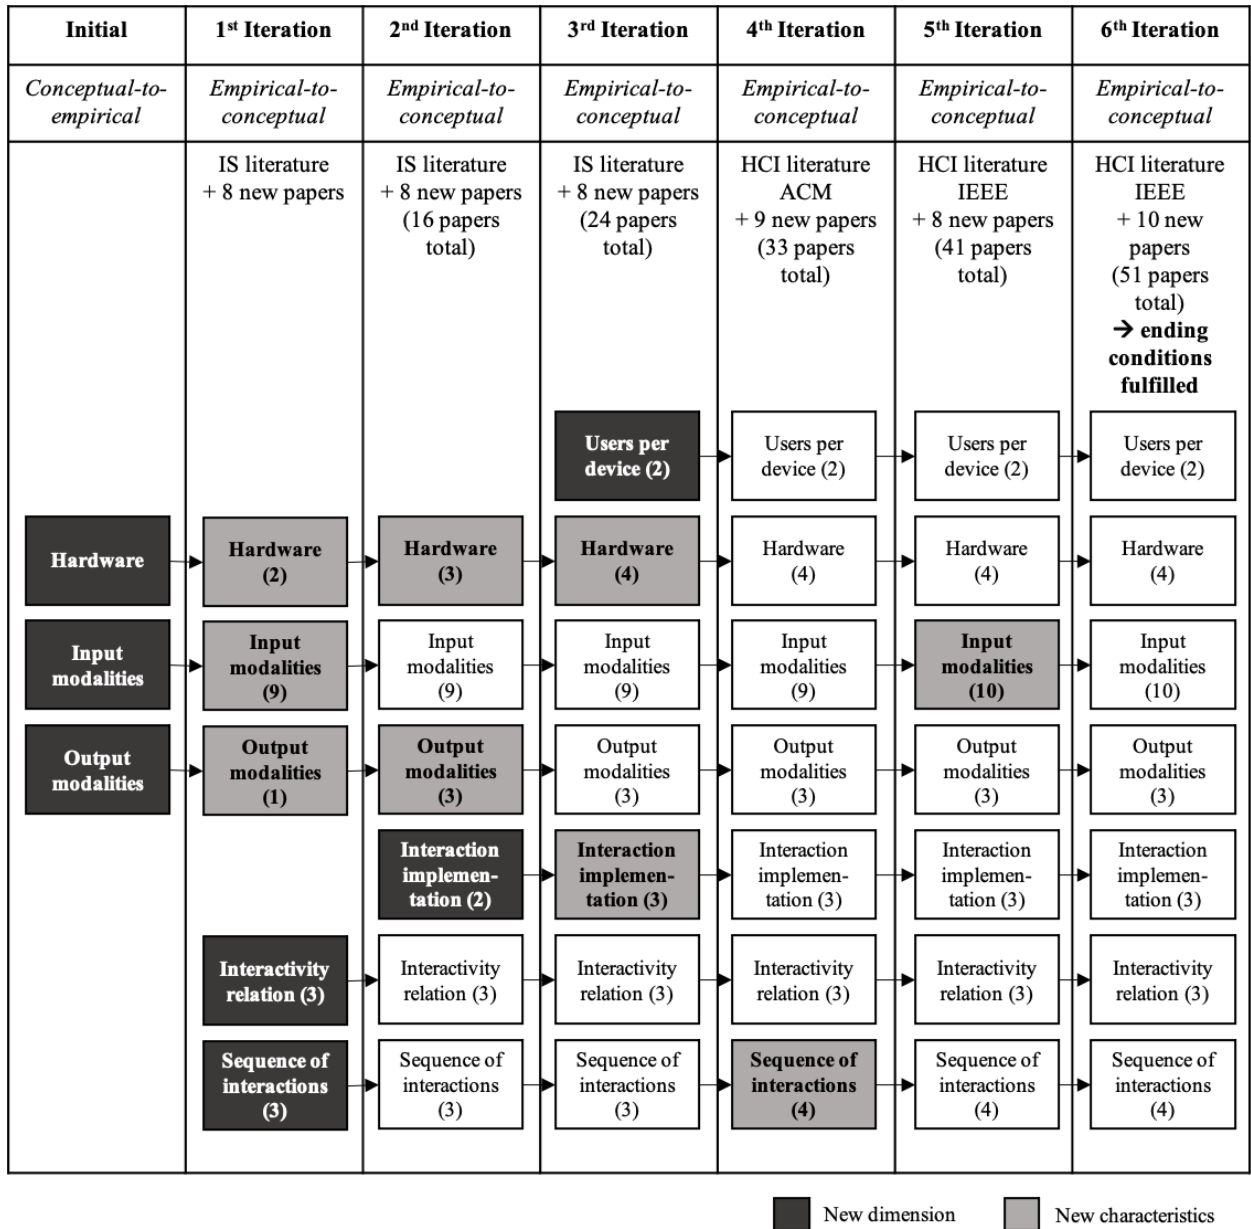 Initial
1st Iteration
2nd Iteration
3rd Iteration
4th Iteration
5th Iteration
6th Iteration
Conceptual-to-
empirical
Empirical-to-
conceptual
Empirical-to-
conceptual
Empirical-to-
conceptual
Empirical-to-
conceptual
Empirical-to-
conceptual
Empirical-to-
conceptual
IS literature
+ 8 new papers
IS literature
+ 8 new papers
(16 papers
total)
IS literature
+ 8 new papers
(24 papers
total)
HCI literature
ACM
+ 9 new papers
(33 papers
total)
HCI literature
IEEE
+ 8 new papers
(41 papers
total)
HCI literature
IEEE
+ 10 new
papers
(51 papers
total)
→ ending
conditions
fulfilled
Users per
device (2)
Users per
device (2)
Users per
device (2)
Users per
device (2)
Hardware
Hardware
(2)
Hardware
(3)
Hardware
(4)
Hardware
(4)
Hardware
(4)
Hardware
(4)
Input
modalities
Input
modalities
(9)
Input
modalities
(9)
Input
modalities
(9)
Input
modalities
(9)
Input
modalities
(10)
Input
modalities
(10)
Output
modalities
Output
modalities
(1)
Output
modalities
(3)
Output
modalities
(3)
Output
modalities
(3)
Output
modalities
(3)
Output
modalities
(3)
Interaction
implemen-
tation (2)
Interaction
implemen-
tation (3)
Interaction
implemen-
tation (3)
Interaction
implemen-
tation (3)
Interaction
implemen-
tation (3)
Interactivity
relation (3)
Interactivity
relation (3)
Interactivity
relation (3)
Interactivity
relation (3)
Interactivity
relation (3)
Interactivity
relation (3)
Sequence of
interactions
(3)
Sequence of
interactions
(3)
Sequence of
interactions
(3)
Sequence of
interactions
(4)
Sequence of
interactions
(4)
Sequence of
interactions
(4)
New dimension
New characteristics